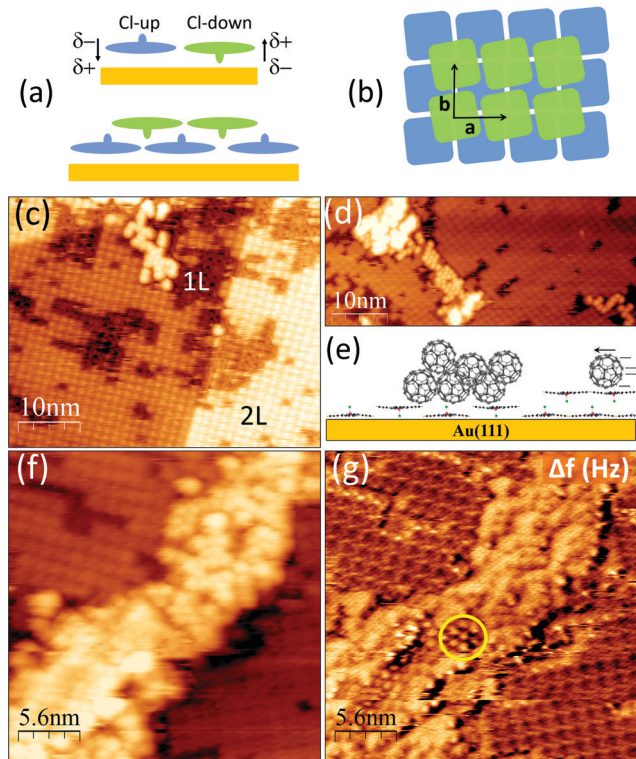 Cl-up Cl-down
δ− δ+
δ+ δ−
(a)
(b)
b
a
(c)
1L
2L
10nm
(d)
10nm
(e)
Au(111)
(f)
5.6nm
(g)
Δf (Hz)
5.6nm